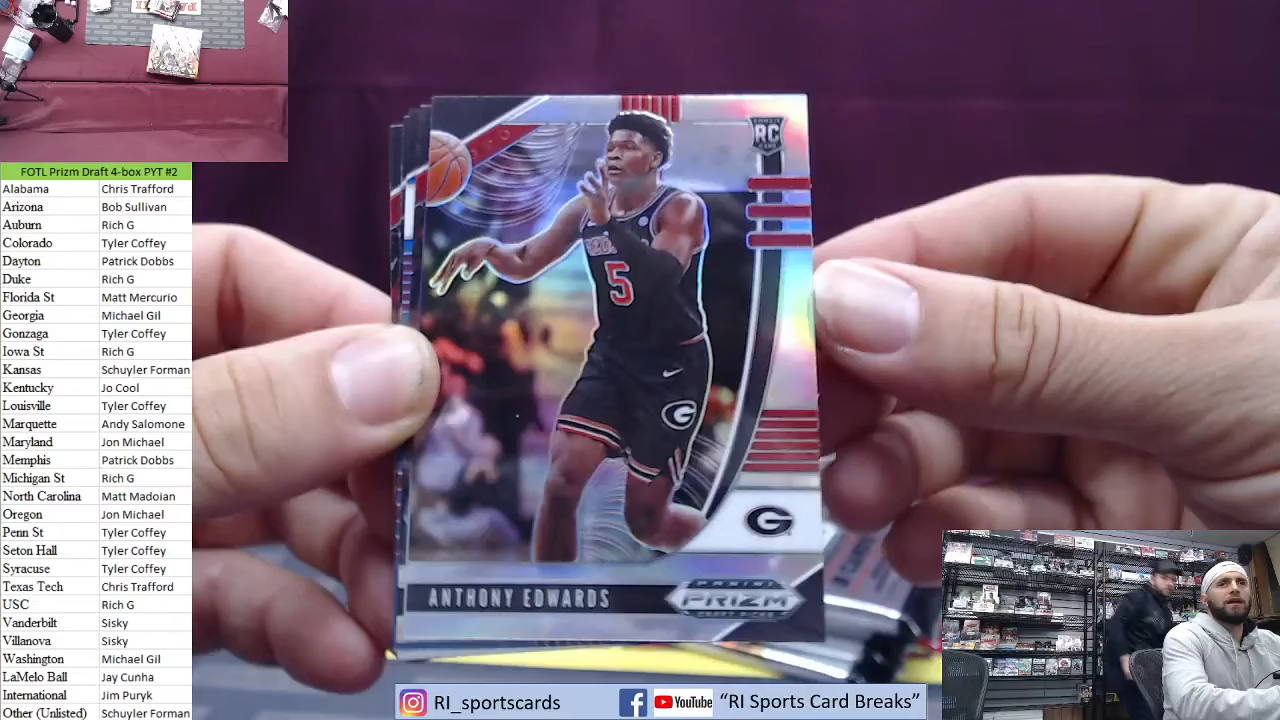 FOTL Prizm Draft 4-box PYT #2
Alabama Chris Trafford
Arizona Bob Sullivan
Auburn Rich G
Colorado Tyler Coffey
Dayton Patrick Dobbs
Duke Rich G
Florida St Matt Mercurio
Georgia Michael Gil
Gonzaga Tyler Coffey
Iowa St Rich G
Kansas Schuyler Forman
Kentucky Jo Cool
Louisville Tyler Coffey
Marquette Andy Salomone
Maryland Jon Michael
Memphis Patrick Dobbs
Michigan St Rich G
North Carolina Matt Madoian
Oregon Jon Michael
Penn St Tyler Coffey
Seton Hall Tyler Coffey
Syracuse Tyler Coffey
Texas Tech Chris Trafford
USC Rich G
Vanderbilt Sisky
Villanova Sisky
Washington Michael Gil
LaMelo Ball Jay Cunha
International Jim Puryk
Other (Unlisted) Schuyler Forman
RC
5
G
G
ANTHONY EDWARDS
PANINI
PRIZM
DRAFT PICKS
RI_sportscards
YouTube "RI Sports Card Breaks"